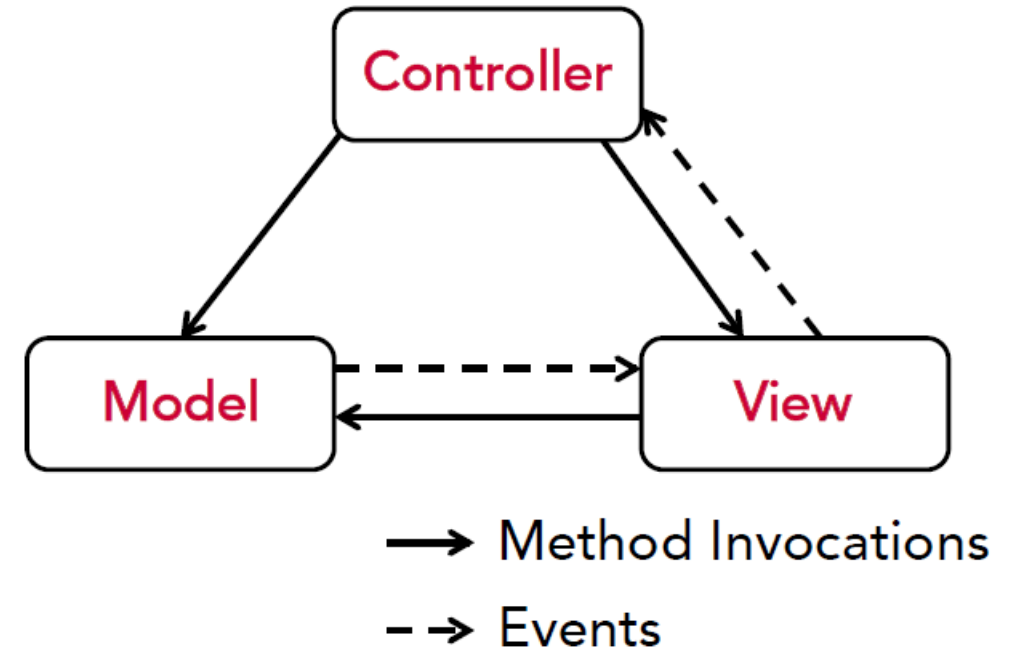 Controller
Model
View
Method Invocations
Events